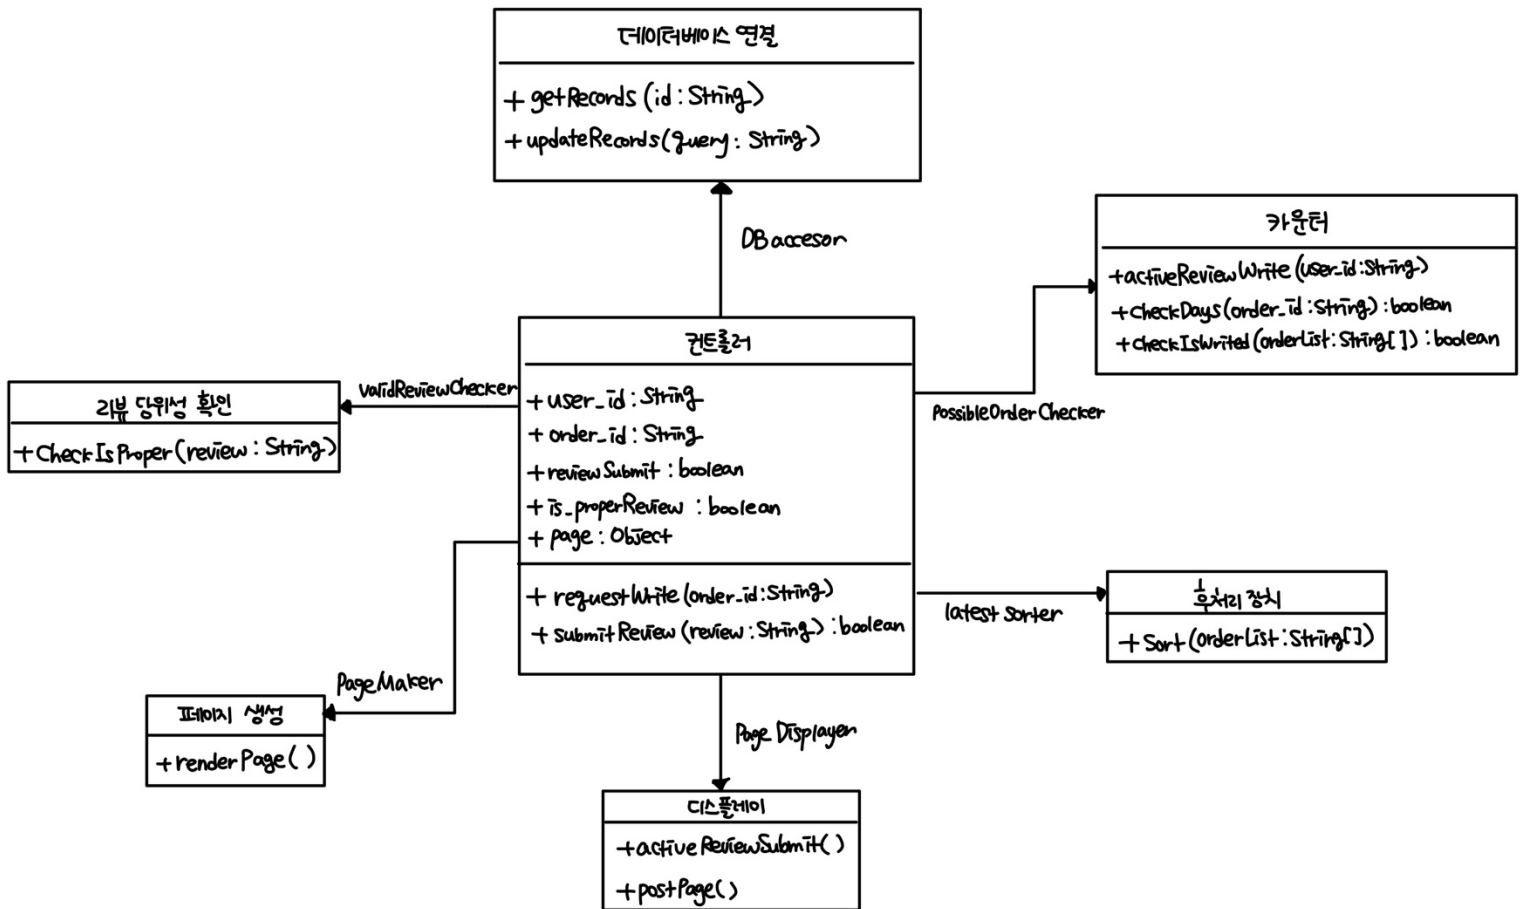 데이터베이스 연결
+ getRecords (id : String)
+ updateRecords(query : String)
DB accesor
카운터
+activeReviewWrite (user_id:String)
+checkDays(order_id : String) : boolean
+checkIsWrited (orderList : String[ ]) : boolean
possibleOrderChecker
컨트롤러
+ user_id : String
+ order_id : String
+ reviewSubmit : boolean
+ is_properReview : boolean
+ page : Object
+ requestWrite (order_id:String)
+ submitReview (review : String) : boolean
validReviewChecker
리뷰 당위성 확인
+ CheckIsProper (review : String)
latest sorter
후처리 장치
+ Sort (orderList : String[ ])
PageMaker
페이지 생성
+ renderPage ( )
Page Displayer
디스플레이
+active ReviewSubmit( )
+postPage( )